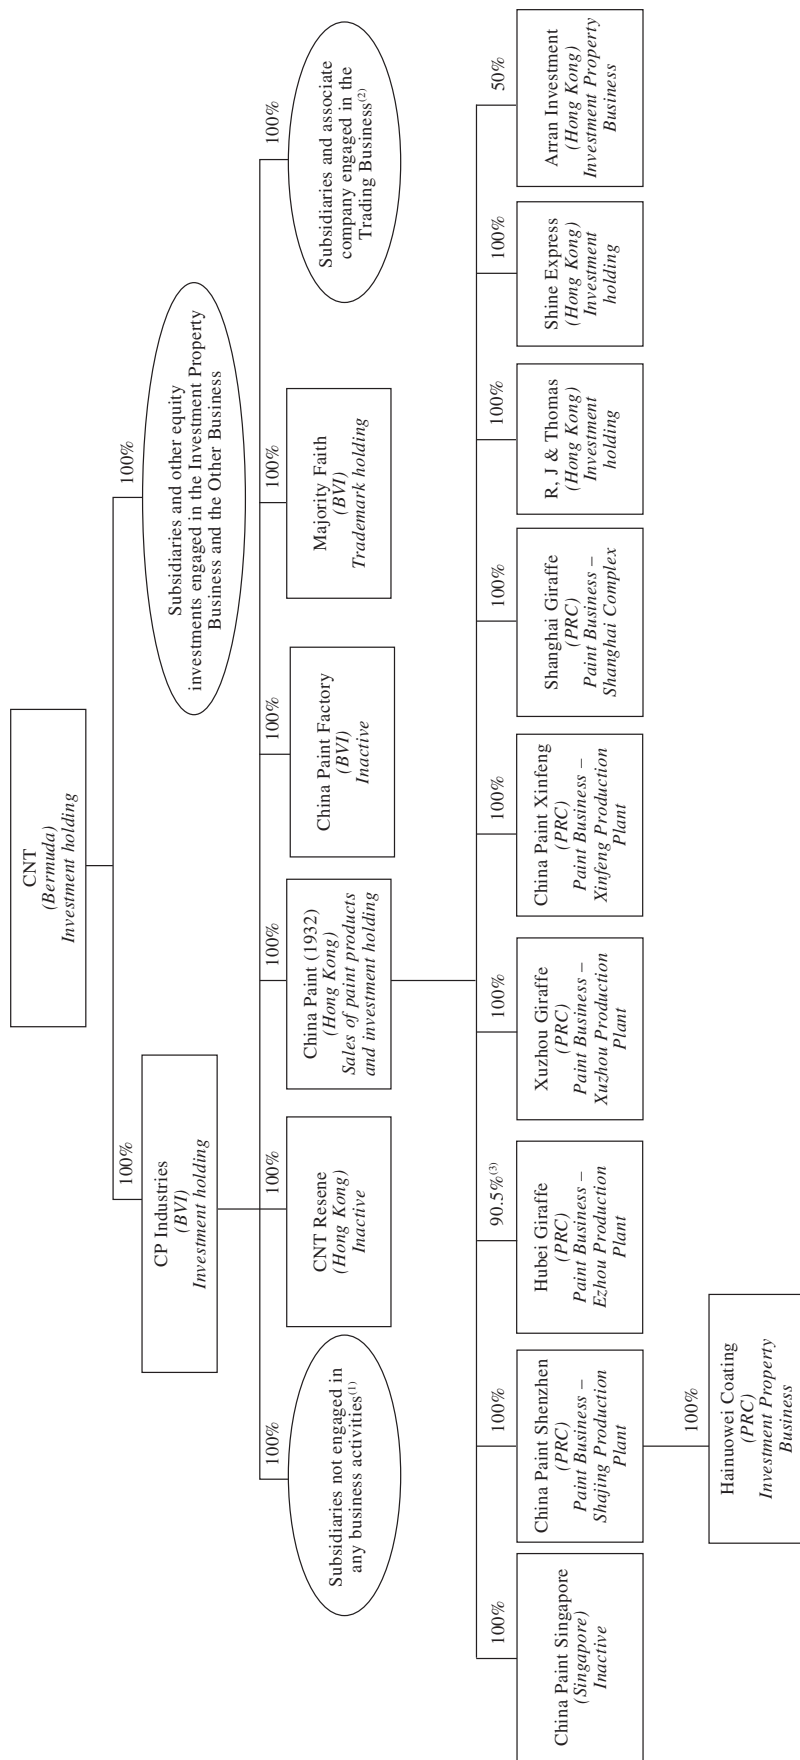 CNT
(Bermuda)
Investment holding
100%
100%
CP Industries
(BVI)
Investment holding
Subsidiaries and other equity
investments engaged in the Investment Property
Business and the Other Business
100%
100%
100%
100%
100%
100%
Subsidiaries not engaged in
any business activities(1)
CNT Resene
(Hong Kong)
Inactive
China Paint (1932)
(Hong Kong)
Sales of paint products
and investment holding
China Paint Factory
(BVI)
Inactive
Majority Faith
(BVI)
Trademark holding
Subsidiaries and associate
company engaged in the
Trading Business(2)
100%
100%
90.5%(3)
100%
100%
100%
100%
100%
50%
China Paint Singapore
(Singapore)
Inactive
China Paint Shenzhen
(PRC)
Paint Business –
Shajing Production
Plant
Hubei Giraffe
(PRC)
Paint Business –
Ezhou Production
Plant
Xuzhou Giraffe
(PRC)
Paint Business –
Xuzhou Production
Plant
China Paint Xinfeng
(PRC)
Paint Business –
Xinfeng Production
Plant
Shanghai Giraffe
(PRC)
Paint Business –
Shanghai Complex
R, J & Thomas
(Hong Kong)
Investment
holding
Shine Express
(Hong Kong)
Investment
holding
Arran Investment
(Hong Kong)
Investment Property
Business
100%
Hainuowei Coating
(PRC)
Investment Property
Business